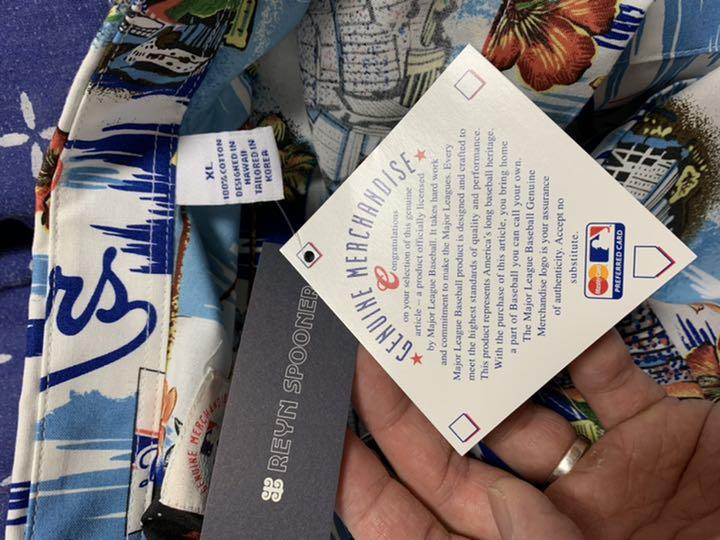 XL
100% COTTON
DESIGNED IN
HAWAII
TAILORED IN
KOREA
rs
★GENUINE MERCHANDISE★
Congratulations
on your selection of this genuine
article – a product officially licensed
by Major League Baseball. It takes hard work
and commitment to make the Major Leagues. Every
Major League Baseball product is designed and crafted to
meet the highest standards of quality and performance.
This product represents America's long baseball heritage.
With the purchase of this article, you bring home
a part of Baseball you can call your own.
The Major League Baseball Genuine
Merchandise logo is your assurance
of authenticity. Accept no
substitute.
MasterCard
PREFERRED CARD
REYN SPOONER
GENUINE MER